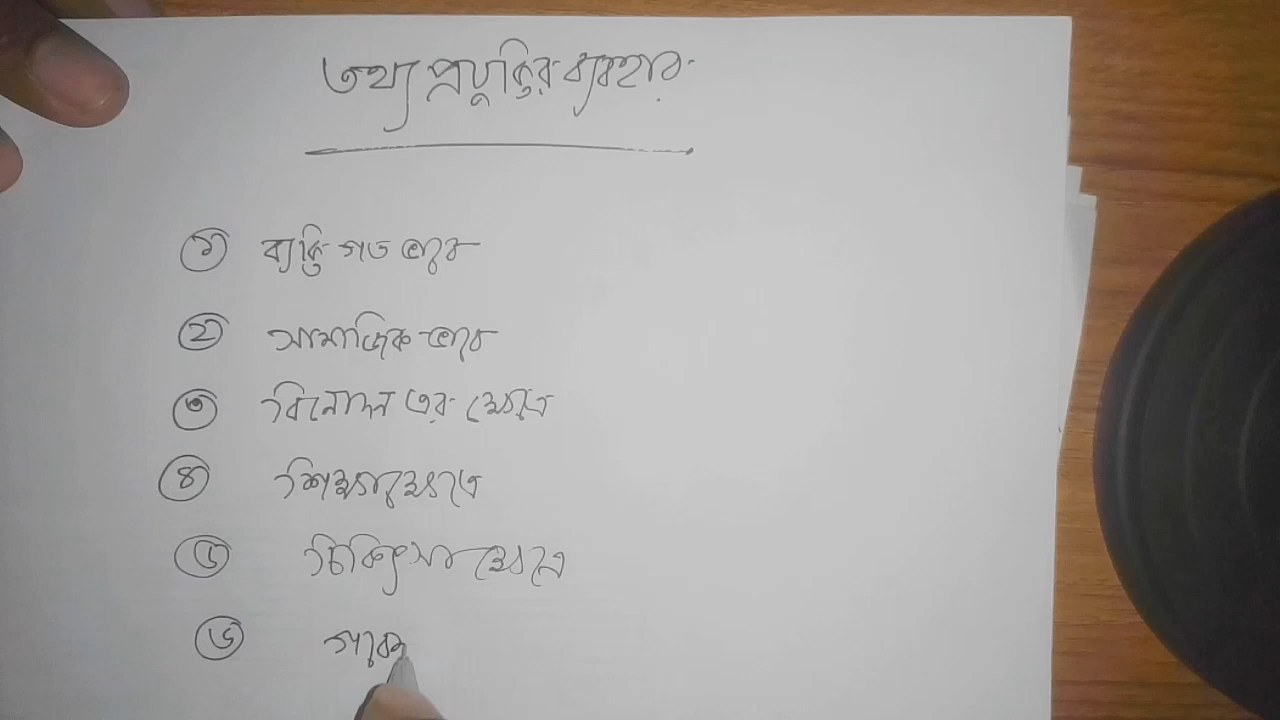 তথ্য প্রযুক্তির ব্যবহার
১ ব্যক্তি গত ভাবে
২ সামাজিক ভাবে
৩ বিনোদন এর ক্ষেত্রে
৪ শিক্ষাক্ষেত্রে
৫ চিকিৎসা ক্ষেত্রে
৬